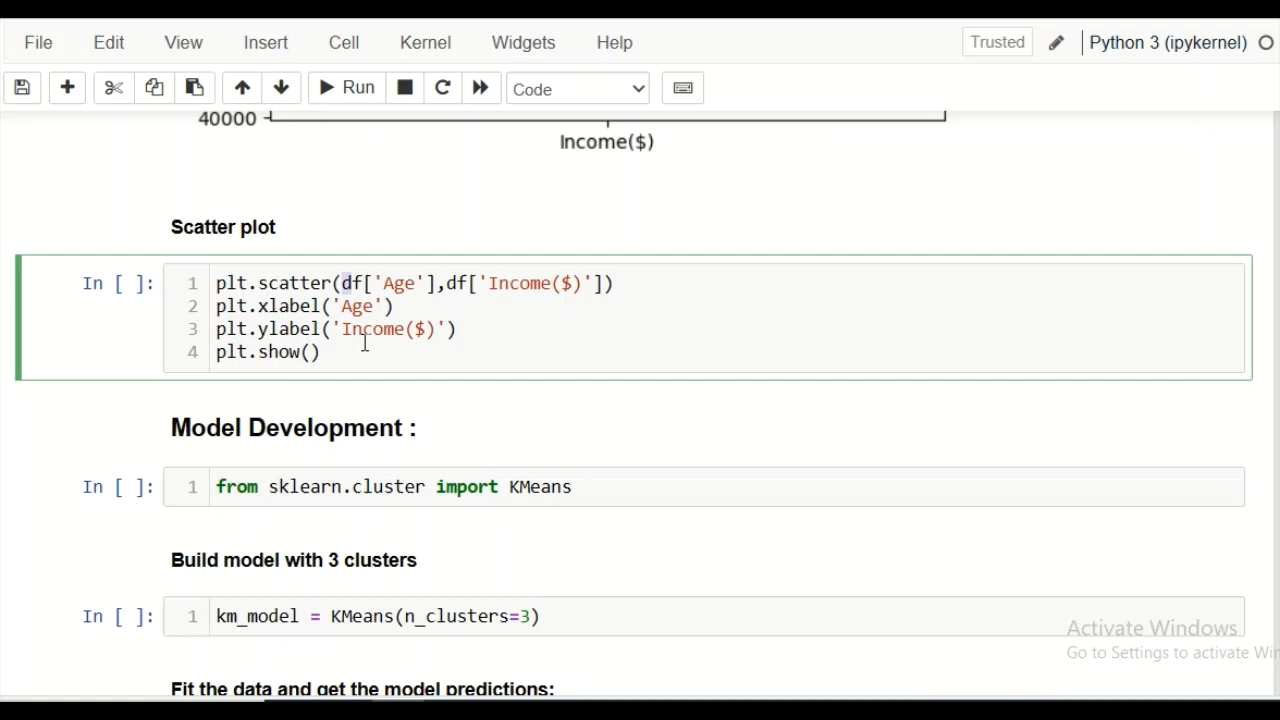 File Edit View Insert Cell Kernel Widgets Help Trusted Python 3 (ipykernel)
Run Code
40000
Income($)
Scatter plot
In [ ]: 1 plt.scatter(df['Age'],df['Income($)'])
2 plt.xlabel('Age')
3 plt.ylabel('Income($)')
4 plt.show()
Model Development :
In [ ]: 1 from sklearn.cluster import KMeans
Build model with 3 clusters
In [ ]: 1 km_model = KMeans(n_clusters=3)
Activate Windows
Go to Settings to activate Win
Fit the data and get the model predictions: